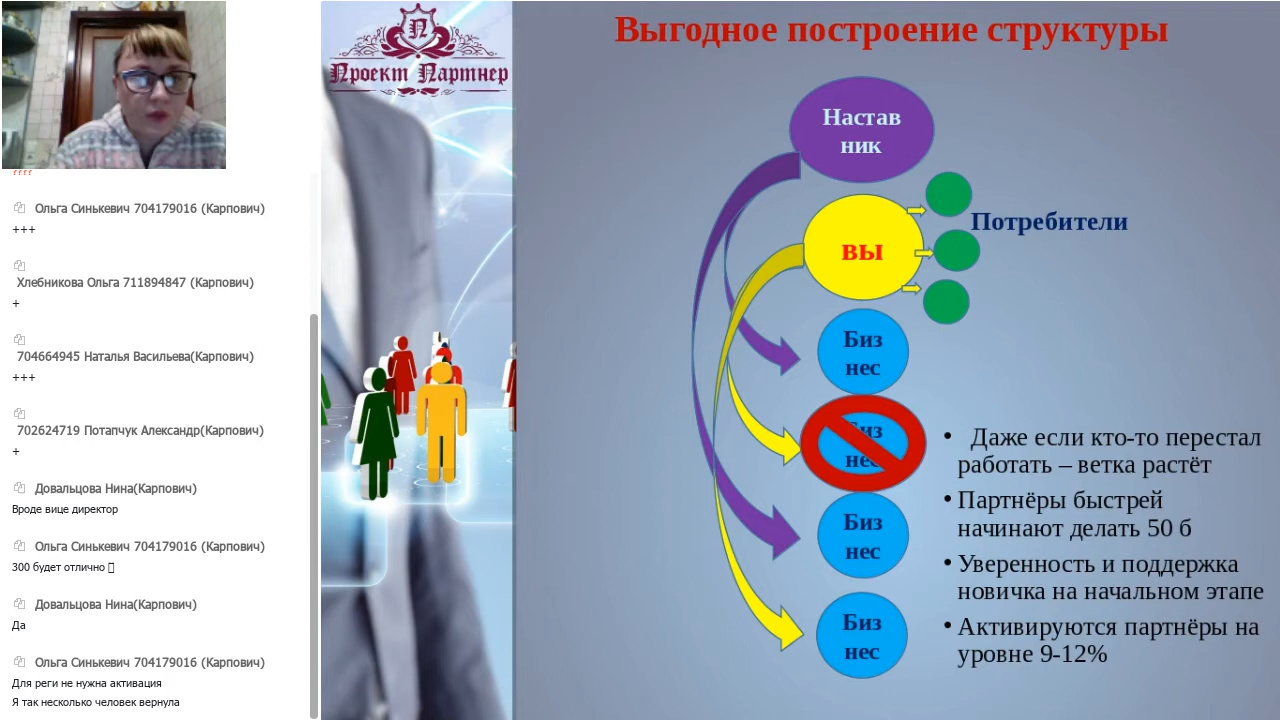 Ольга Синькевич 704179016 (Карпович)
+++
Хлебникова Ольга 711894847 (Карпович)
+
704664945 Наталья Васильева(Карпович)
+++
702624719 Потапчук Александр(Карпович)
+
Довальцова Нина(Карпович)
Вроде вице директор
Ольга Синькевич 704179016 (Карпович)
300 будет отлично
Довальцова Нина(Карпович)
Да
Ольга Синькевич 704179016 (Карпович)
Для реги не нужна активация
Я так несколько человек вернула
П
Проект Партнер
Выгодное построение структуры
Настав
ник
вы
Потребители
Биз
нес
Биз
нес
Биз
нес
Биз
нес
• Даже если кто-то перестал
работать – ветка растёт
• Партнёры быстрей
начинают делать 50 б
• Уверенность и поддержка
новичка на начальном этапе
• Активируются партнёры на
уровне 9-12%